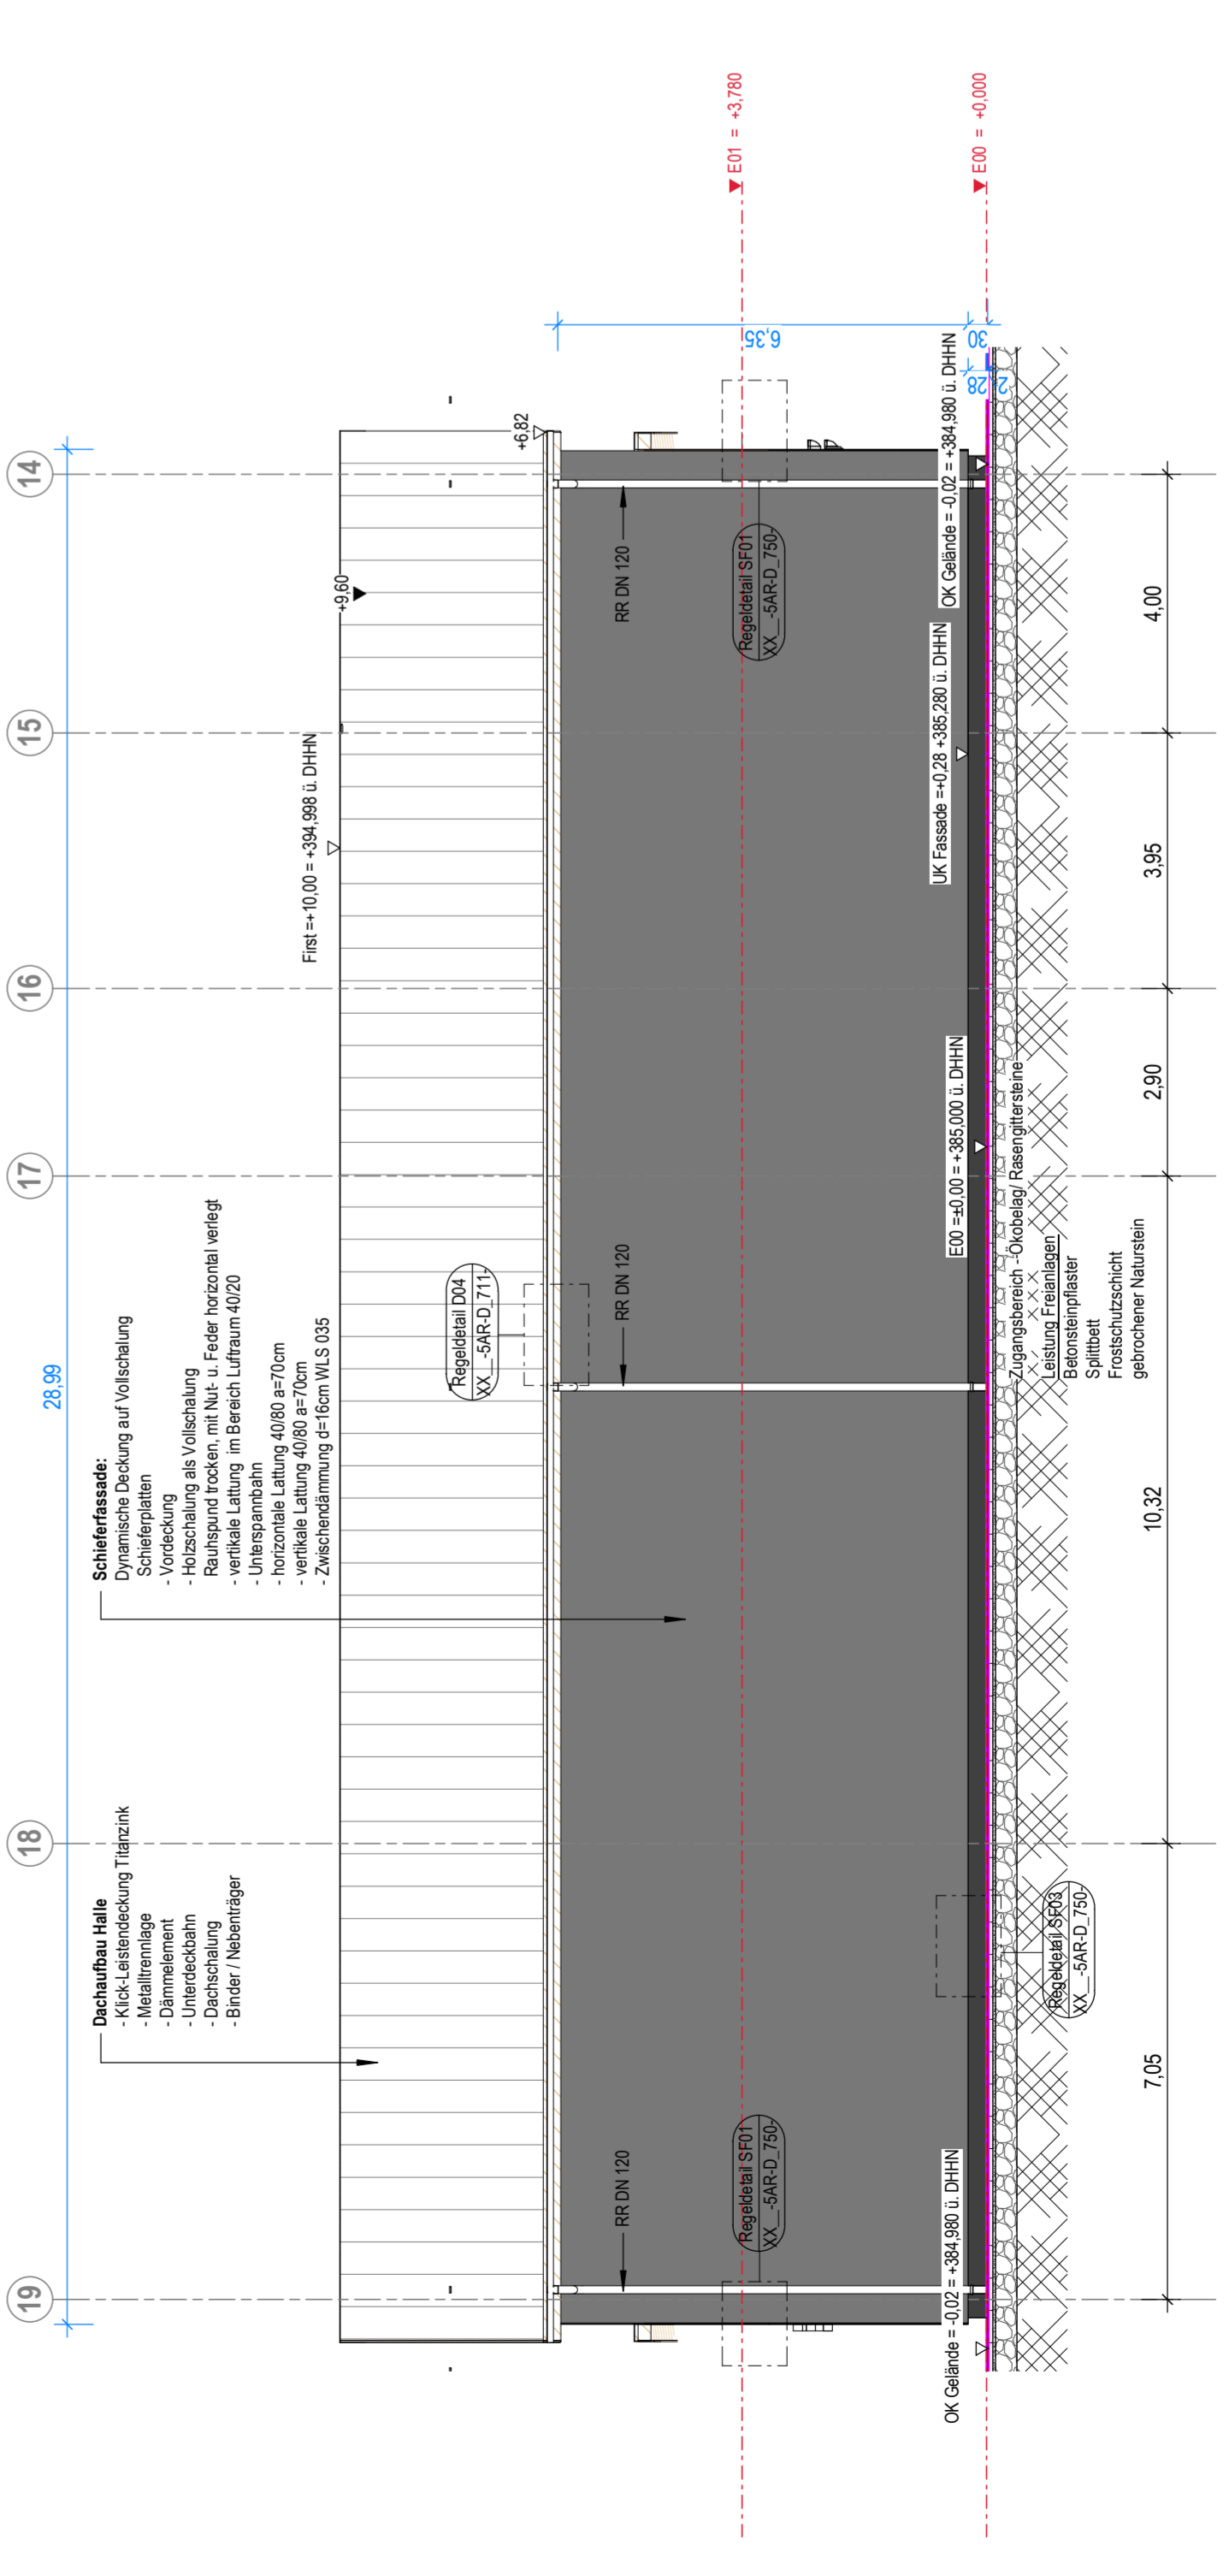 19
18
17
16
15
14
28,99
Dachaufbau Halle
- Klick-Leistendeckung Titanzink
- Metalltrennlage
- Dämmelement
- Unterdeckbahn
- Dachschalung
- Binder / Nebenträger
Schieferfassade:
Dynamische Deckung auf Vollschalung
Schieferplatten
- Vordeckung
- Holzschalung als Vollschalung
Rauhspund trocken, mit Nut- u. Feder horizontal verlegt
- vertikale Lattung im Bereich Luftraum 40/20
- Unterspannbahn
- horizontale Lattung 40/80 a=70cm
- vertikale Lattung 40/80 a=70cm
- Zwischendämmung d=16cm WLS 035
First =+10,00 = +394,998 ü. DHHN
+9,60
+6,82
Regeldetail D04
XX__-5AR-D_711-
RR DN 120
RR DN 120
RR DN 120
Regeldetail SF01
XX__-5AR-D_750-
Regeldetail SF01
XX__-5AR-D_750-
E01 = +3,780
6,35
30
28
2
OK Gelände = -0,02 = +384,980 ü. DHHN
E00 =±0,00 = +385,000 ü. DHHN
UK Fassade =+0,28 +385,280 ü. DHHN
OK Gelände = -0,02 = +384,980 ü. DHHN
E00 = +0,000
Regeldetail SF03
XX__-5AR-D_750-
Zugangsbereich - Ökobelag/ Rasengittersteine
Leistung Freianlagen
Betonsteinpflaster
Splittbett
Frostschutzschicht
gebrochener Naturstein
7,05
10,32
2,90
3,95
4,00